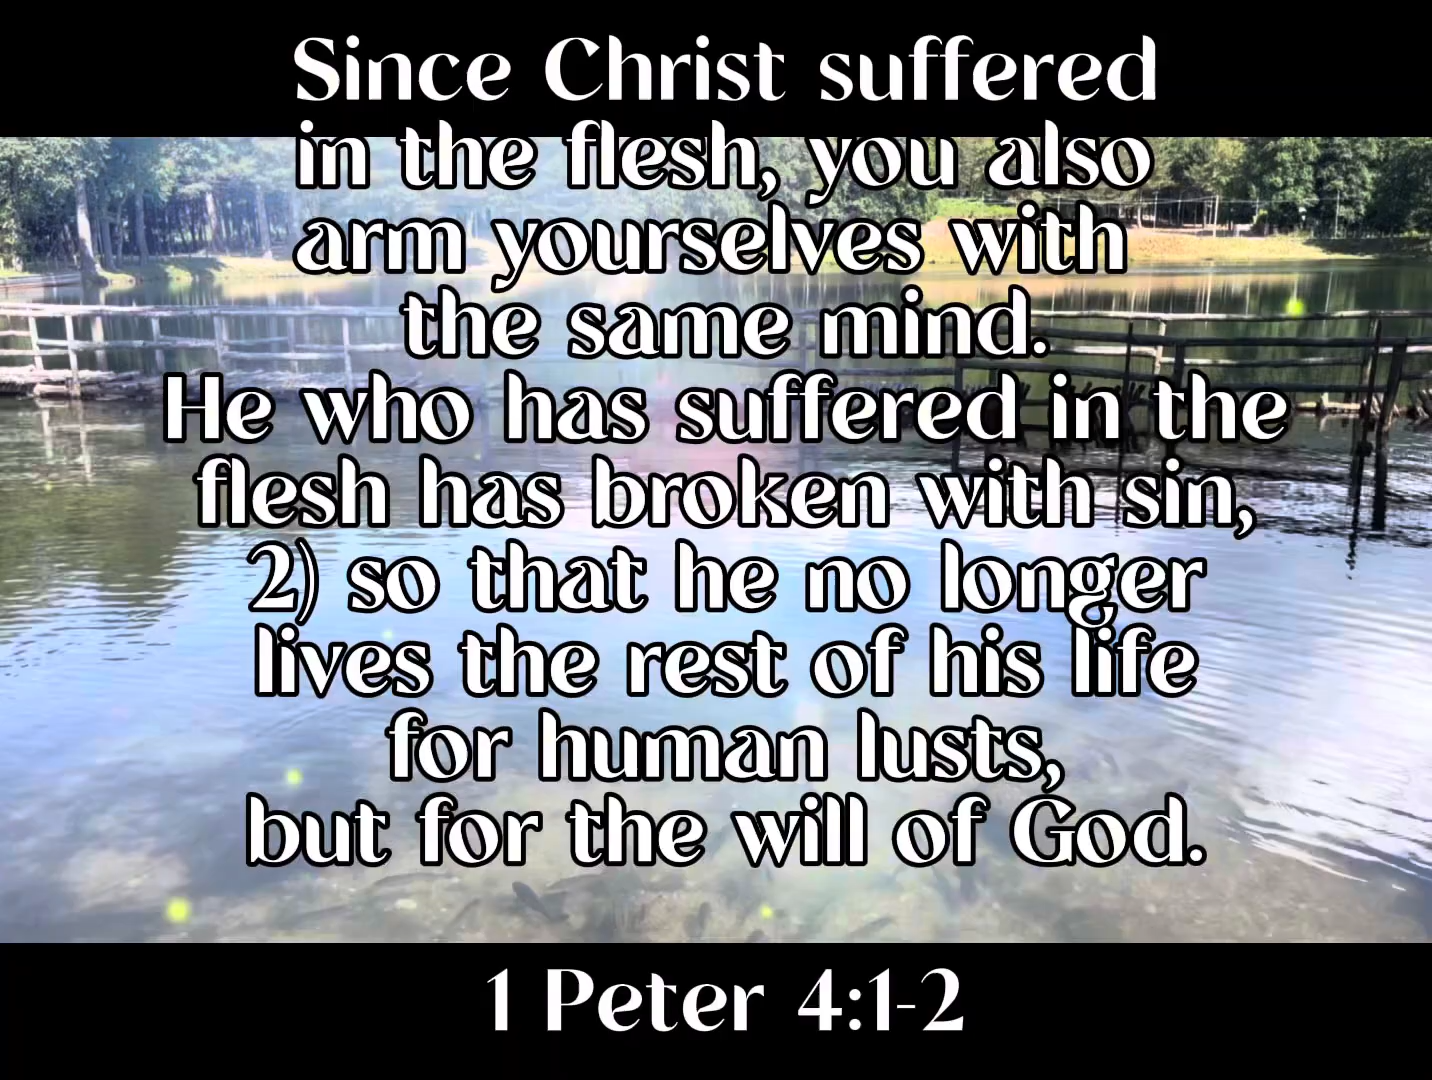 Since Christ suffered
in the flesh, you also
arm yourselves with
the same mind.
He who has suffered in the
flesh has broken with sin,
2) so that he no longer
lives the rest of his life
for human lusts,
but for the will of God.
1 Peter 4:1-2